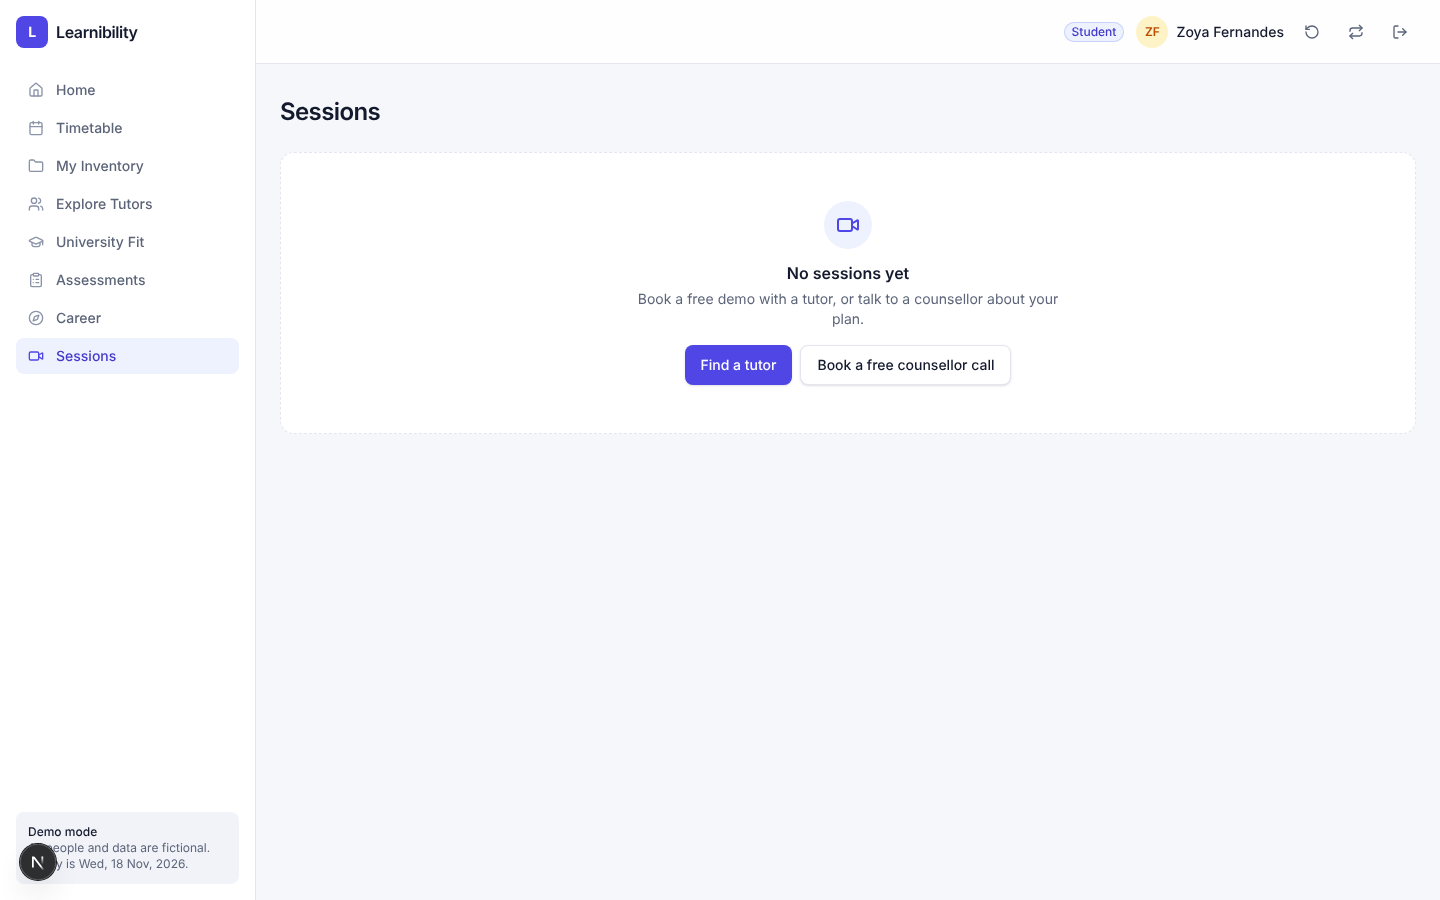 L Learnibility
Student ZF Zoya Fernandes
Home
Timetable
My Inventory
Explore Tutors
University Fit
Assessments
Career
Sessions
Sessions
No sessions yet
Book a free demo with a tutor, or talk to a counsellor about your
plan.
Find a tutor
Book a free counsellor call
Demo mode
people and data are fictional.
is Wed, 18 Nov, 2026.
N